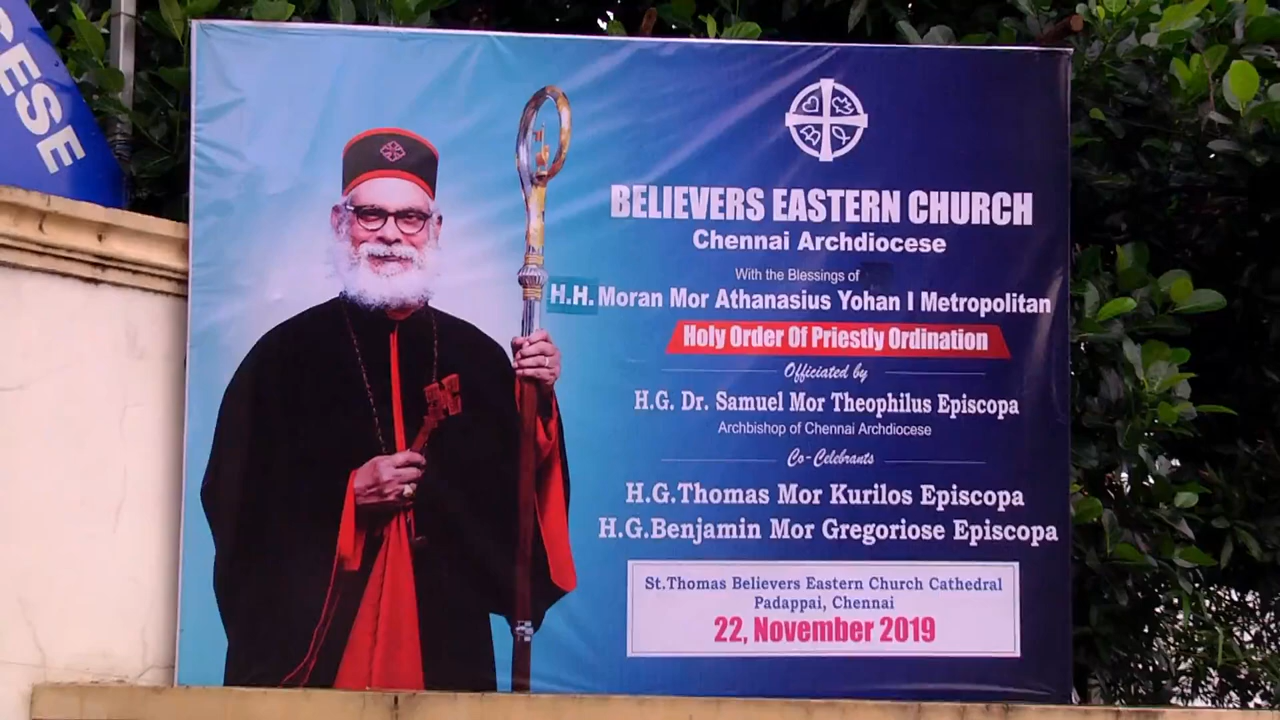 CESE
BELIEVERS EASTERN CHURCH
Chennai Archdiocese
With the Blessings of
H.H. Moran Mor Athanasius Yohan I Metropolitan
Holy Order Of Priestly Ordination
Officiated by
H.G. Dr. Samuel Mor Theophilus Episcopa
Archbishop of Chennai Archdiocese
Co-Celebrants
H.G.Thomas Mor Kurilos Episcopa
H.G.Benjamin Mor Gregoriose Episcopa
St.Thomas Believers Eastern Church Cathedral
Padappai, Chennai
22, November 2019